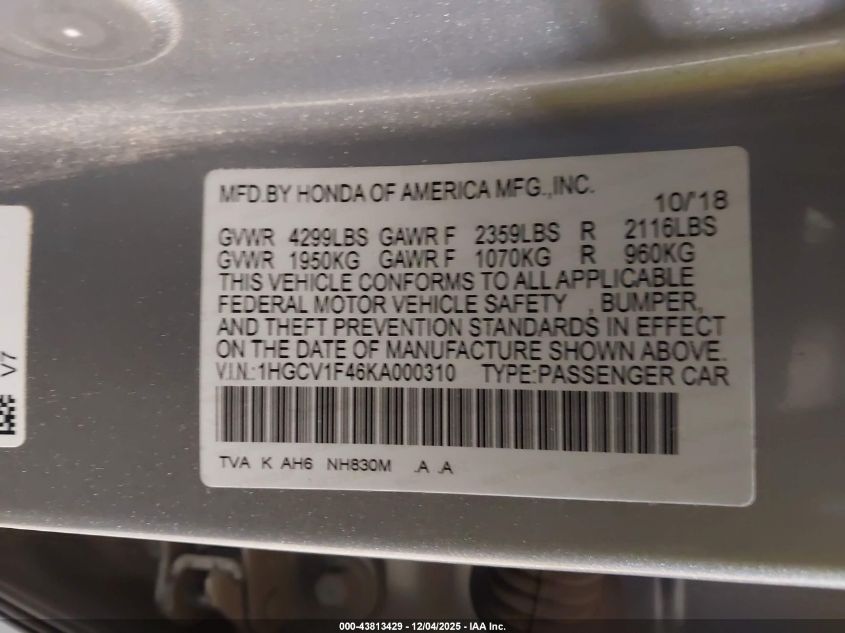 MFD.BY HONDA OF AMERICA MFG.,INC. 10/'18
GVWR 4299LBS GAWR F 2359LBS R 2116LBS
GVWR 1950KG GAWR F 1070KG R 960KG
THIS VEHICLE CONFORMS TO ALL APPLICABLE
FEDERAL MOTOR VEHICLE SAFETY , BUMPER,
AND THEFT PREVENTION STANDARDS IN EFFECT
ON THE DATE OF MANUFACTURE SHOWN ABOVE.
V.I.N.:1HGCV1F46KA000310 TYPE:PASSENGER CAR
TVA K AH6 NH830M .A .A
V7
000-43813429 - 12/04/2025 - IAA Inc.